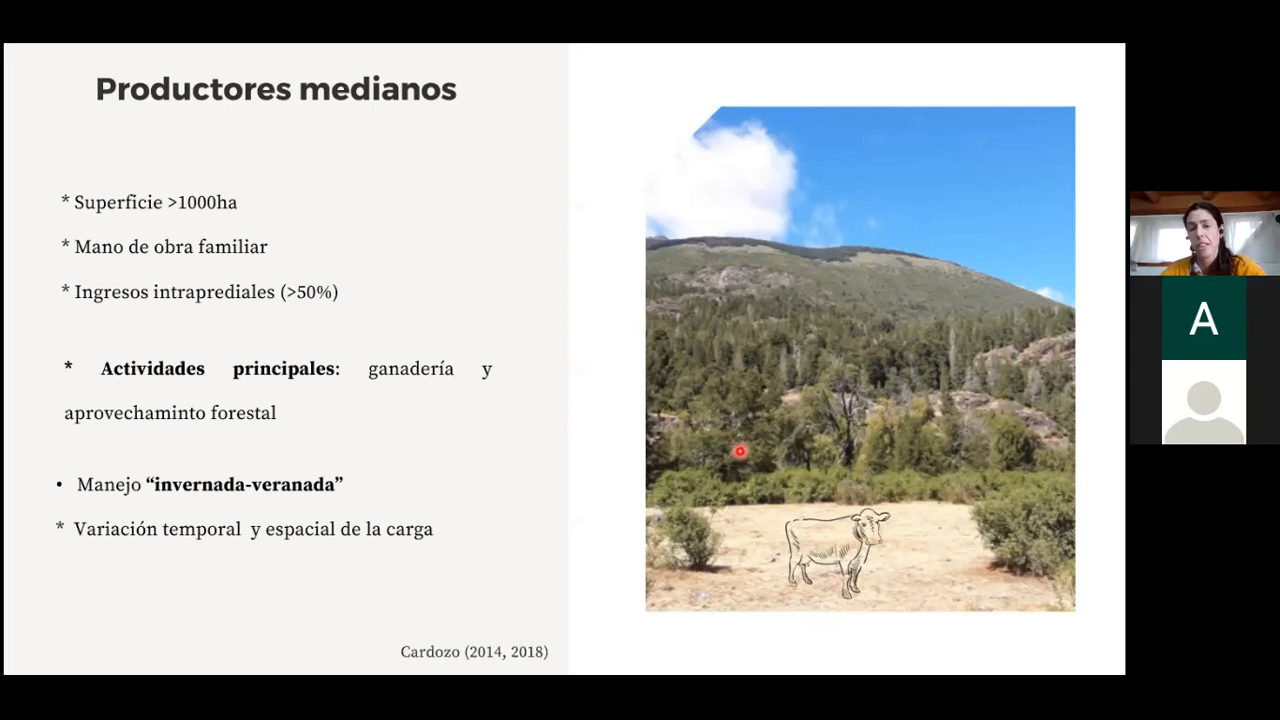 Productores medianos
* Superficie >1000ha
* Mano de obra familiar
* Ingresos intraprediales (>50%)
* Actividades principales: ganadería y
aprovechaminto forestal
• Manejo “invernada-veranada”
* Variación temporal y espacial de la carga
Cardozo (2014, 2018)
A